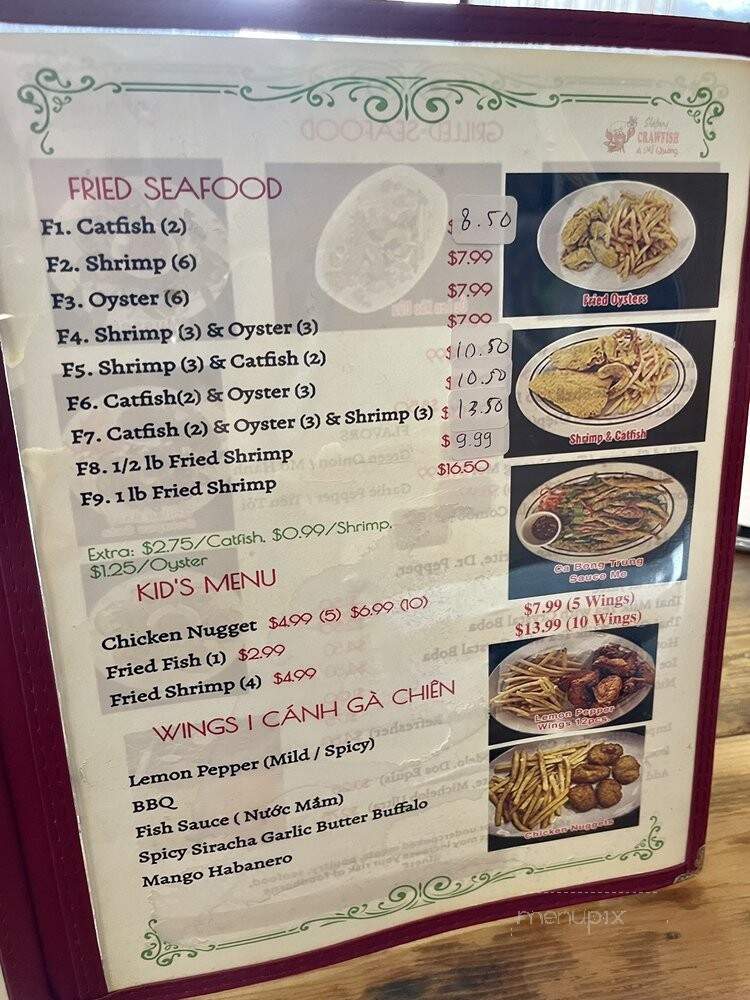 CRAWFISH
FRIED SEAFOOD
F1. Catfish (2) $8.50
F2. Shrimp (6) $7.99
F3. Oyster (6) $7.99
F4. Shrimp (3) & Oyster (3)
F5. Shrimp (3) & Catfish (2) $10.50
F6. Catfish(2) & Oyster (3) $10.50
F7. Catfish (2) & Oyster (3) & Shrimp (3) $13.50
F8. 1/2 lb Fried Shrimp $9.99
F9. 1 lb Fried Shrimp $16.50
Extra: $2.75/Catfish, $0.99/Shrimp,
$1.25/Oyster
KID'S MENU
Chicken Nugget $4.99 (5) $6.99 (10)
Fried Fish (1) $2.99
Fried Shrimp (4) $4.99
WINGS | CÁNH GÀ CHIÊN
Lemon Pepper (Mild / Spicy)
BBQ
Fish Sauce ( Nước Mắm)
Spicy Siracha Garlic Butter Buffalo
Mango Habanero
Fried Oysters
Shrimp & Catfish
Ca Bong Trung
Sauce Me
$7.99 (5 Wings)
$13.99 (10 Wings)
Lemon Pepper
Wings 12pcs
Chicken Nuggets
menupix